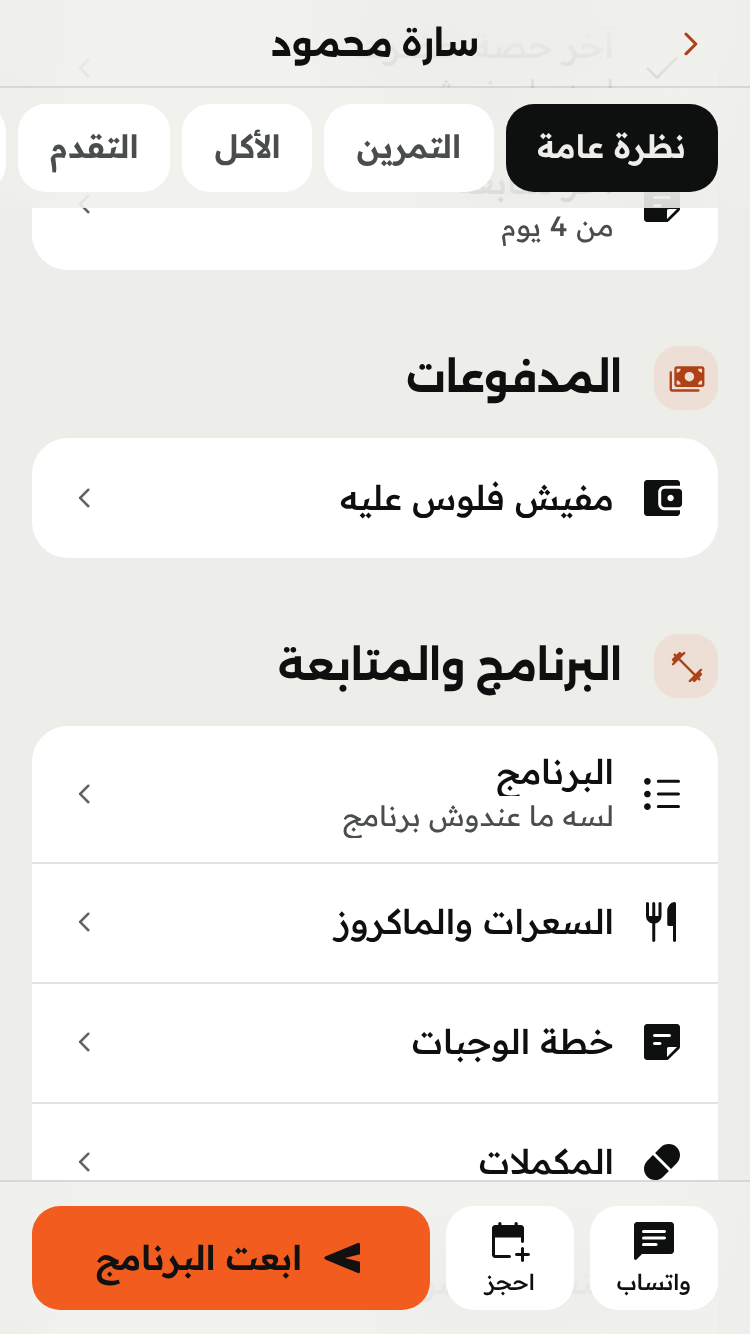 سارة محمود
نظرة عامة
التمرين
الأكل
التقدم
من 4 يوم
المدفوعات
مفيش فلوس عليه
البرنامج والمتابعة
البرنامج
لسه ما عندوش برنامج
السعرات والماكروز
خطة الوجبات
المكملات
واتساب
احجز
ابعت البرنامج